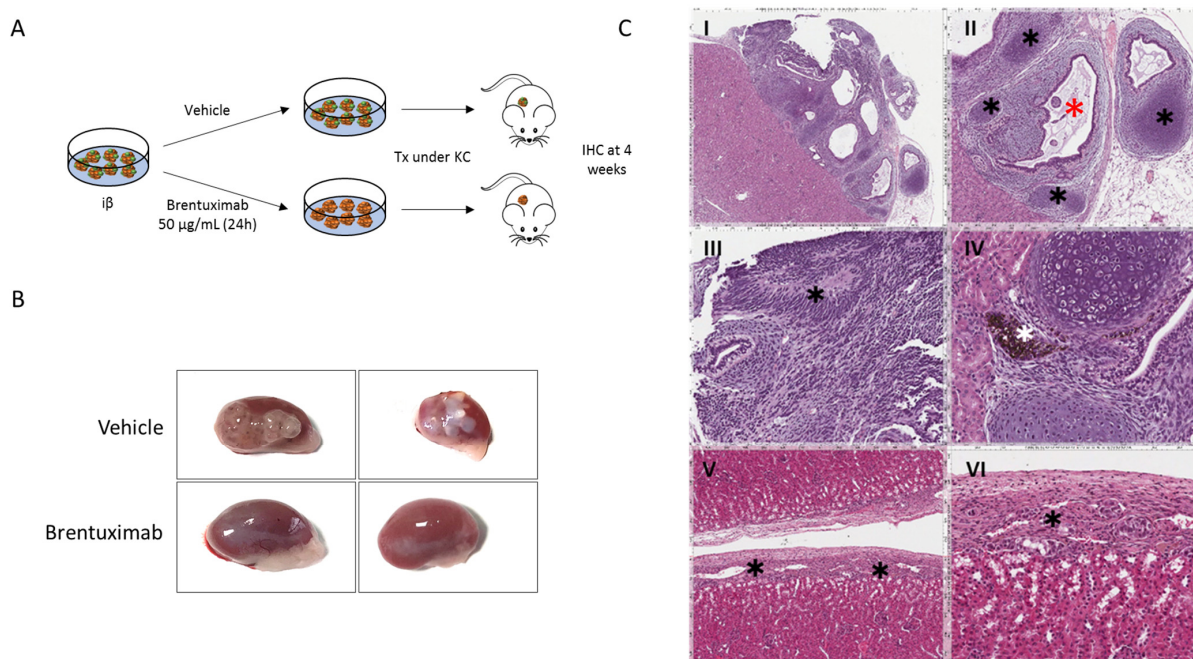 A
Vehicle
iβ
Brentuximab
50 µg/mL (24h)
Tx under KC
IHC at 4
weeks
B
Vehicle
Brentuximab
C
I
II
III
IV
V
VI